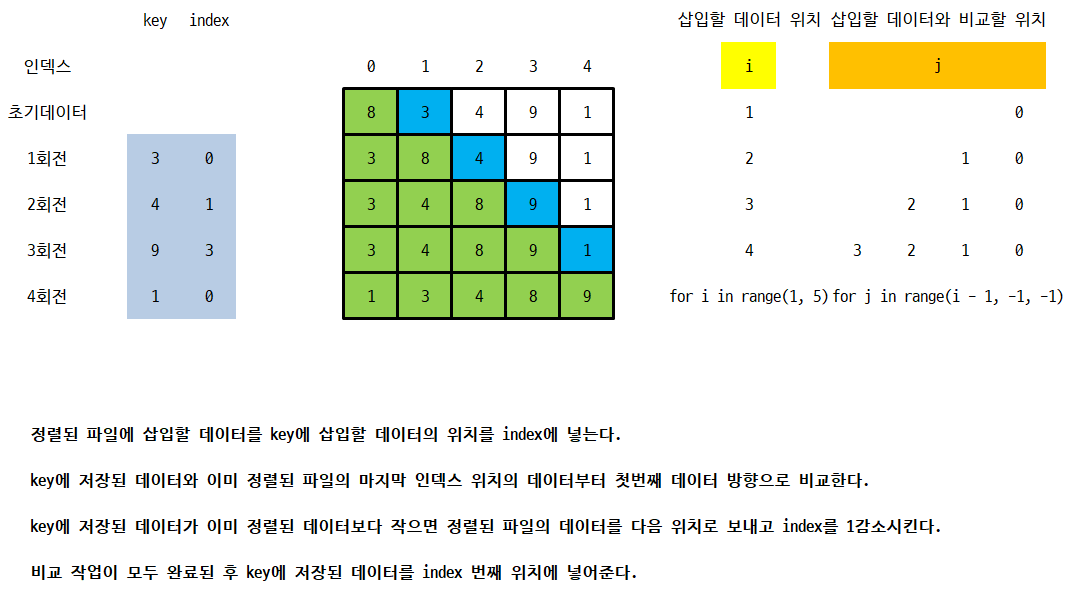 key index 삽입할 데이터 위치 삽입할 데이터와 비교할 위치
인덱스 0 1 2 3 4 i j
초기데이터 8 3 4 9 1 1 0
1회전 3 0 3 8 4 9 1 2 1 0
2회전 4 1 3 4 8 9 1 3 2 1 0
3회전 9 3 3 4 8 9 1 4 3 2 1 0
4회전 1 0 1 3 4 8 9 for i in range(1, 5) for j in range(i - 1, -1, -1)
정렬된 파일에 삽입할 데이터를 key에 삽입할 데이터의 위치를 index에 넣는다.
key에 저장된 데이터와 이미 정렬된 파일의 마지막 인덱스 위치의 데이터부터 첫번째 데이터 방향으로 비교한다.
key에 저장된 데이터가 이미 정렬된 데이터보다 작으면 정렬된 파일의 데이터를 다음 위치로 보내고 index를 1감소시킨다.
비교 작업이 모두 완료된 후 key에 저장된 데이터를 index 번째 위치에 넣어준다.